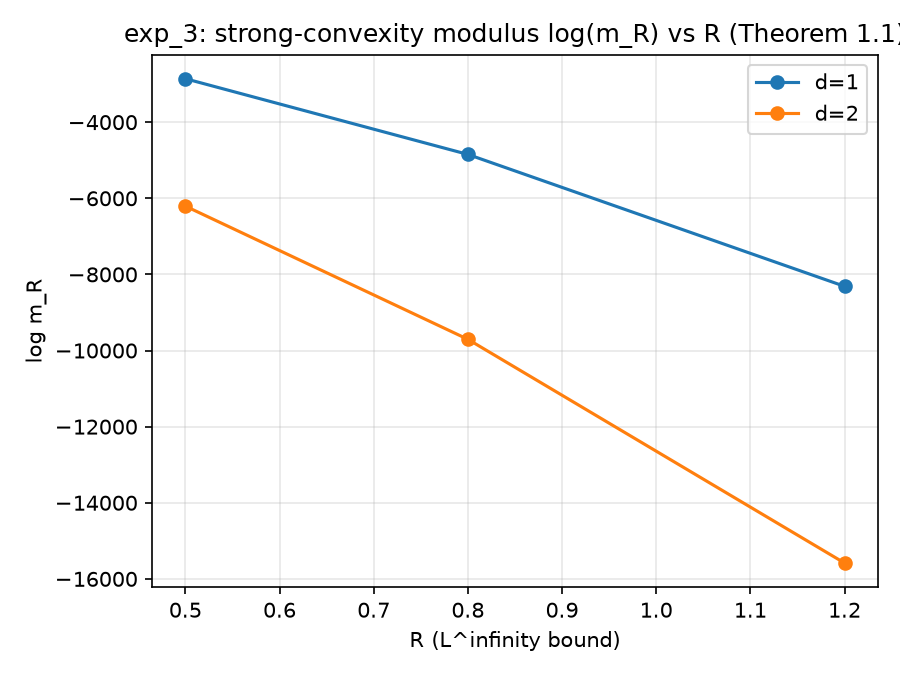 exp_3: strong-convexity modulus log(m_R) vs R (Theorem 1.1)
d=1
d=2
log m_R
−4000
−6000
−8000
−10000
−12000
−14000
−16000
0.5 0.6 0.7 0.8 0.9 1.0 1.1 1.2
R (L^infinity bound)